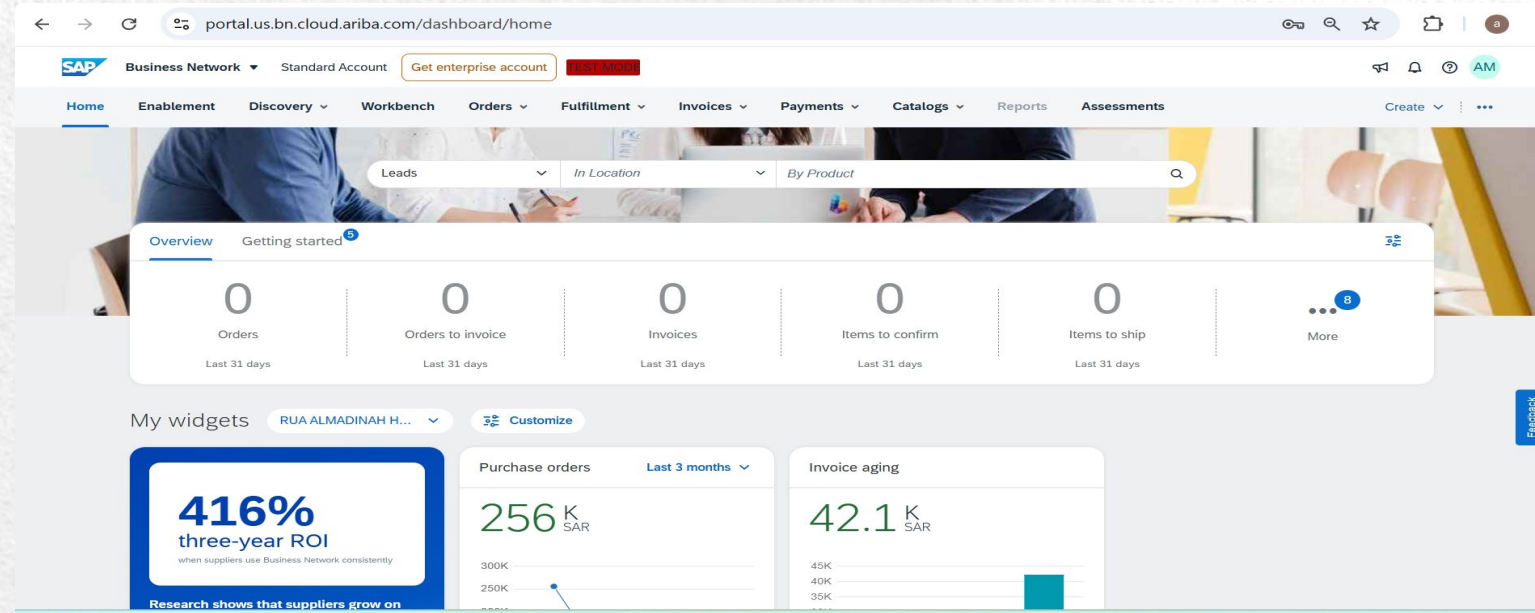 portal.us.bn.cloud.ariba.com/dashboard/home
a
SAP Business Network Standard Account Get enterprise account TEST MODE
AM
Home Enablement Discovery Workbench Orders Fulfillment Invoices Payments Catalogs Reports Assessments Create
Leads In Location By Product
Overview Getting started 5
0 0 0 0 0 ... 8
Orders Orders to invoice Invoices Items to confirm Items to ship More
Last 31 days Last 31 days Last 31 days Last 31 days Last 31 days
Feedback
My widgets RUA ALMADINAH H... Customize
416%
three-year ROI
when suppliers use Business Network consistently
Research shows that suppliers grow on
Purchase orders Last 3 months
256 K SAR
300K
250K
Invoice aging
42.1 K SAR
45K
40K
35K